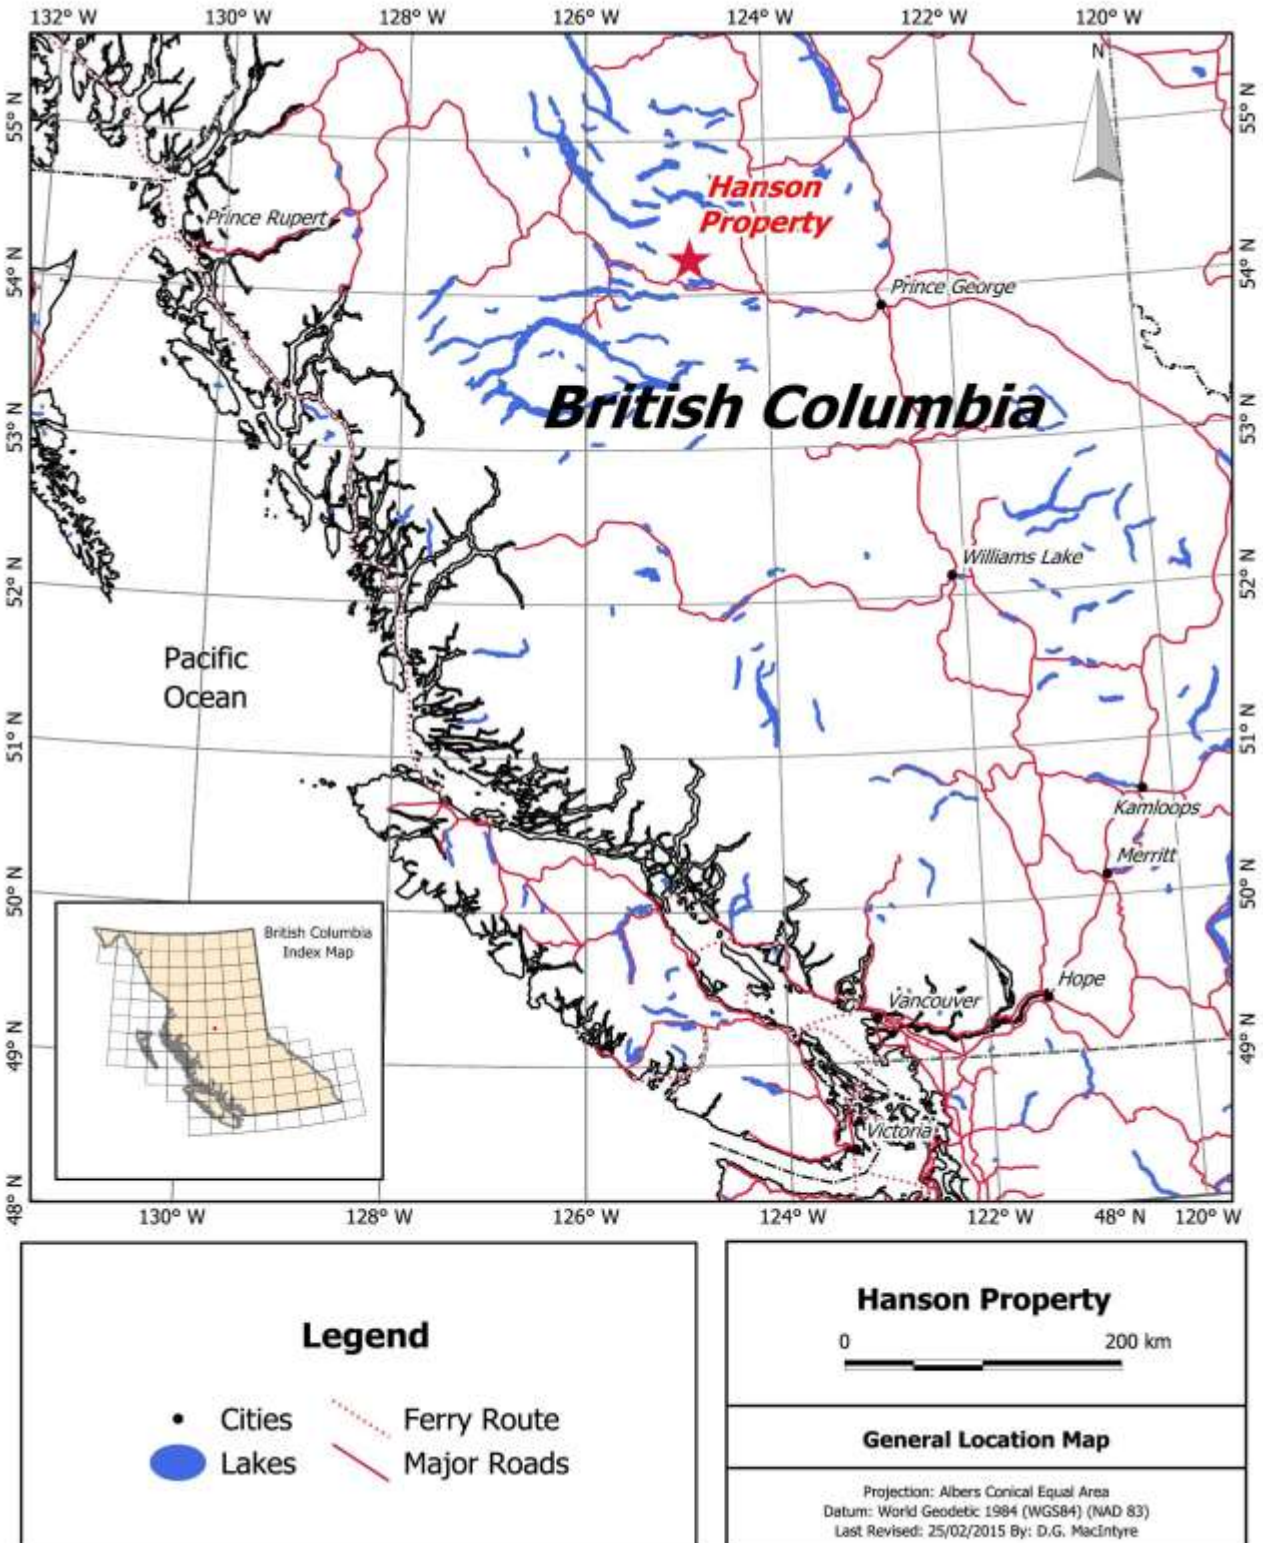 132° W
130° W
128° W
126° W
124° W
122° W
120° W
N
55° N
55° N
Hanson
Property
Prince Rupert
54° N
54° N
Prince George
British Columbia
53° N
53° N
Williams Lake
52° N
52° N
Pacific
Ocean
51° N
51° N
Kamloops
Merritt
50° N
50° N
British Columbia
Index Map
Hope
Vancouver
49° N
49° N
Victoria
48° N
130° W
128° W
126° W
124° W
122° W
48° N
120° W
Legend
Cities
Ferry Route
Lakes
Major Roads
Hanson Property
0
200 km
General Location Map
Projection: Albers Conical Equal Area
Datum: World Geodetic 1984 (WGS84) (NAD 83)
Last Revised: 25/02/2015 By: D.G. MacIntyre